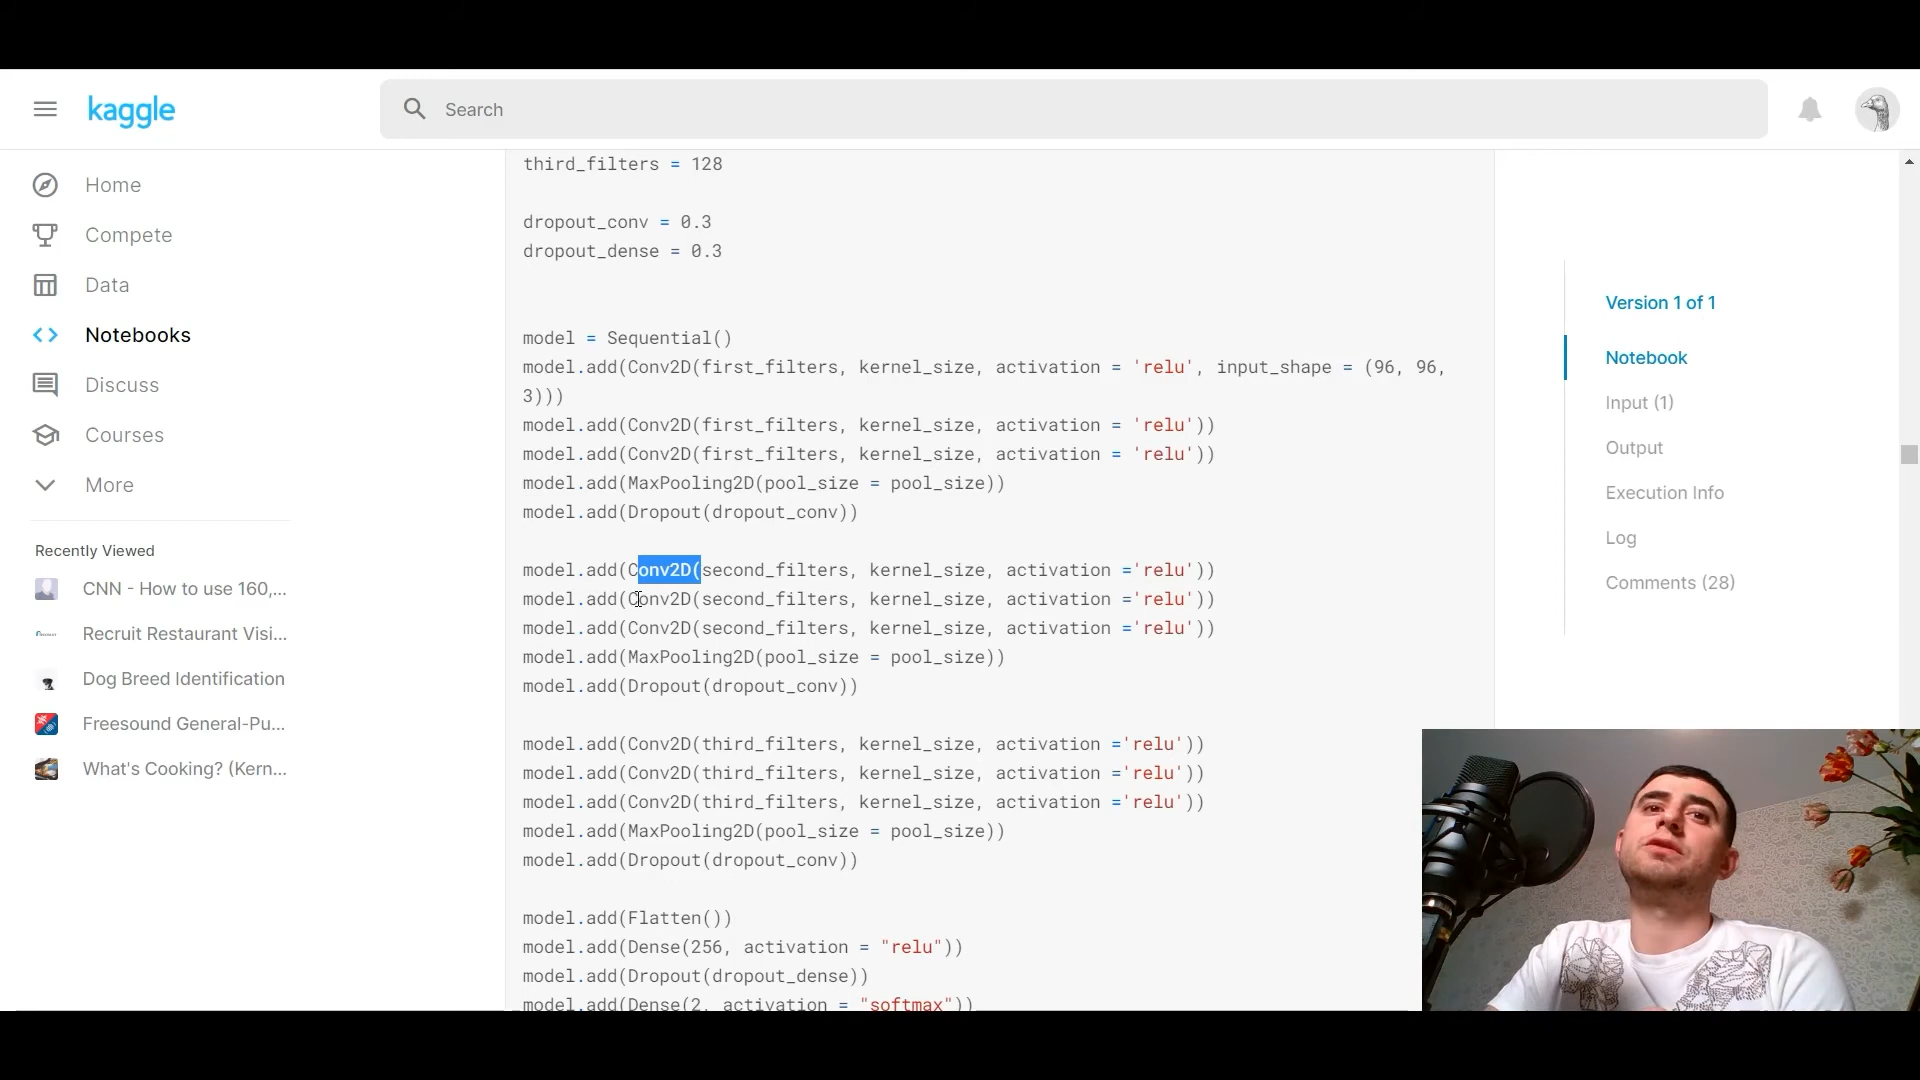 kaggle
Search
Home
Compete
Data
Notebooks
Discuss
Courses
More
Recently Viewed
CNN - How to use 160,...
Recruit Restaurant Visi...
Dog Breed Identification
Freesound General-Pu...
What's Cooking? (Kern...
third_filters = 128
dropout_conv = 0.3
dropout_dense = 0.3
model = Sequential()
model.add(Conv2D(first_filters, kernel_size, activation = 'relu', input_shape = (96, 96,
3)))
model.add(Conv2D(first_filters, kernel_size, activation = 'relu'))
model.add(Conv2D(first_filters, kernel_size, activation = 'relu'))
model.add(MaxPooling2D(pool_size = pool_size))
model.add(Dropout(dropout_conv))
model.add(Conv2D(second_filters, kernel_size, activation ='relu'))
model.add(Conv2D(second_filters, kernel_size, activation ='relu'))
model.add(Conv2D(second_filters, kernel_size, activation ='relu'))
model.add(MaxPooling2D(pool_size = pool_size))
model.add(Dropout(dropout_conv))
model.add(Conv2D(third_filters, kernel_size, activation ='relu'))
model.add(Conv2D(third_filters, kernel_size, activation ='relu'))
model.add(Conv2D(third_filters, kernel_size, activation ='relu'))
model.add(MaxPooling2D(pool_size = pool_size))
model.add(Dropout(dropout_conv))
model.add(Flatten())
model.add(Dense(256, activation = "relu"))
model.add(Dropout(dropout_dense))
model.add(Dense(2, activation = "softmax"))
Version 1 of 1
Notebook
Input (1)
Output
Execution Info
Log
Comments (28)